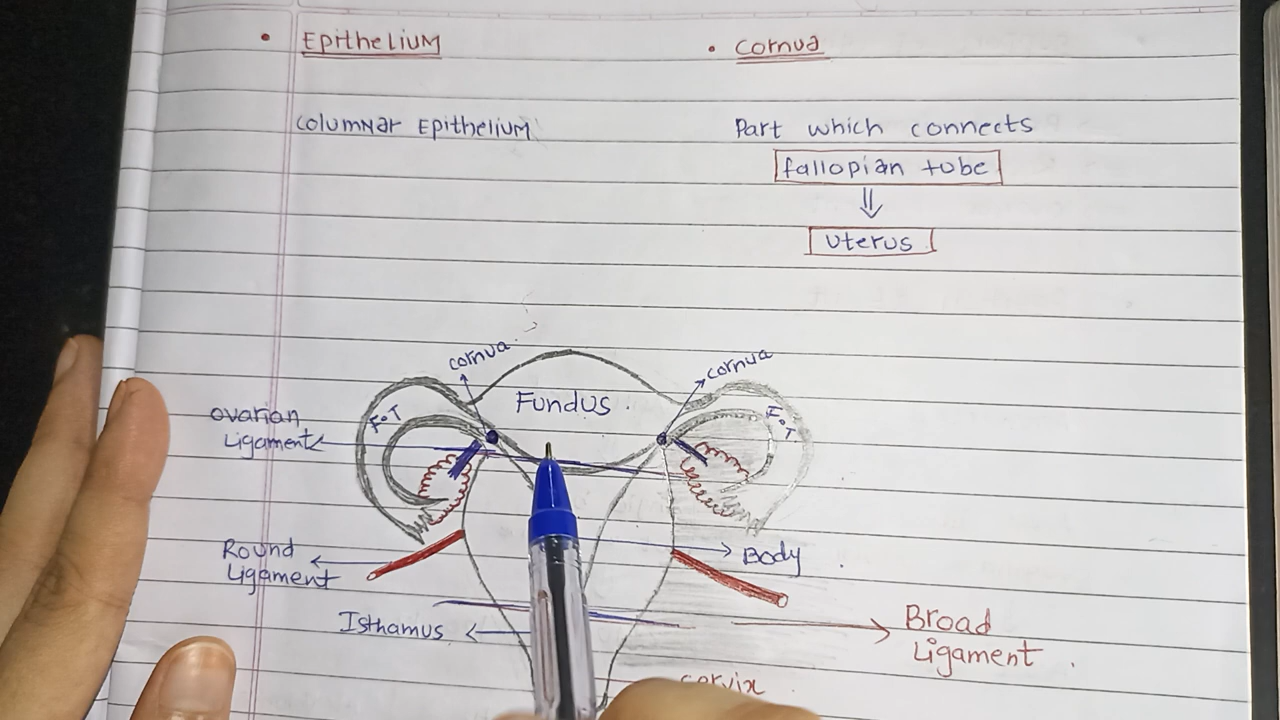 • Epithelium
columnar Epithelium
• Cornua
Part which connects
fallopian tube
⇓
uterus
cornua
cornua
Fundus
F.T
F.T
ovarian
Ligament
Round
Ligament
Body
Isthamus
Broad
Ligament
cervix